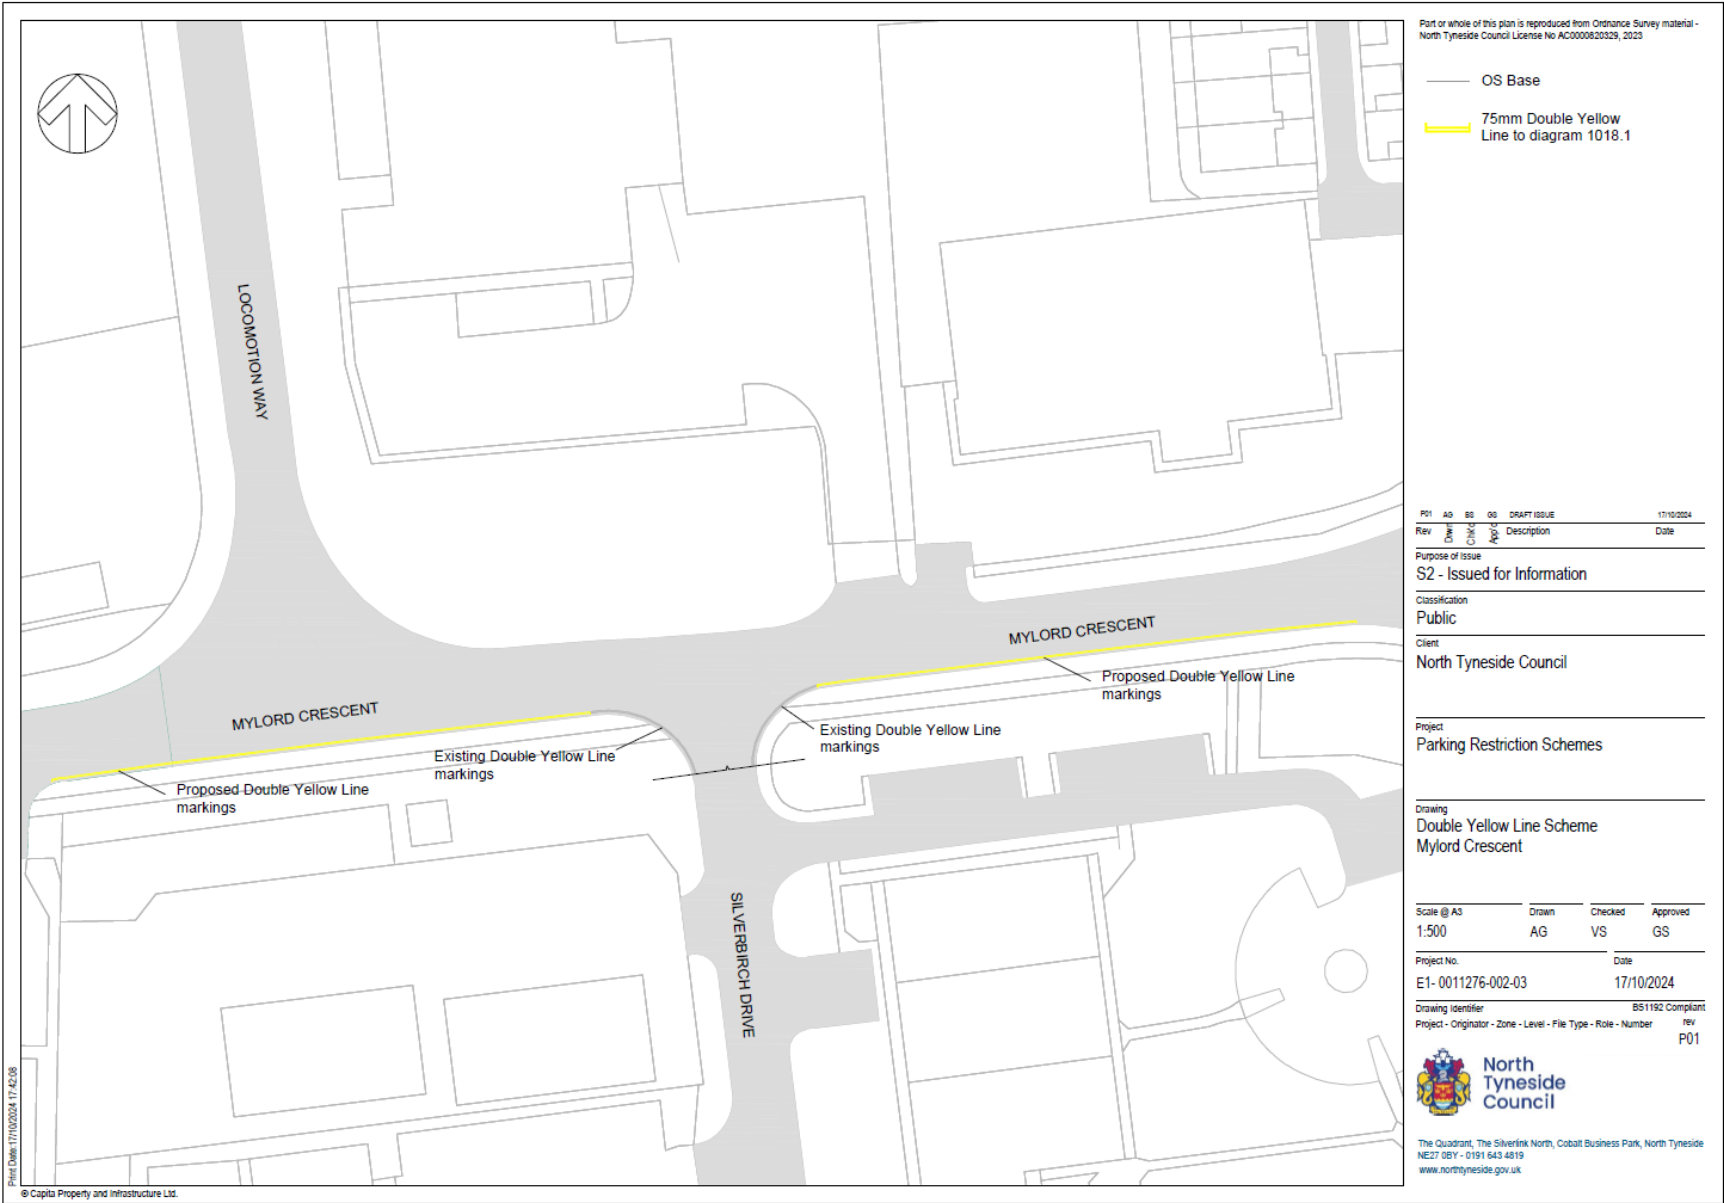 Part or whole of this plan is reproduced from Ordnance Survey material -
North Tyneside Council License No AC0000820329, 2023
OS Base
75mm Double Yellow
Line to diagram 1018.1
LOCOMOTION WAY
MYLORD CRESCENT
Proposed Double Yellow Line
markings
Existing Double Yellow Line
markings
MYLORD CRESCENT
Existing Double Yellow Line
markings
Proposed Double Yellow Line
markings
SILVERBIRCH DRIVE
P01 AG BS GS DRAFT ISSUE 17/10/2024
Rev Drwn Chk'd App'd Description Date
Purpose of Issue
S2 - Issued for Information
Classification
Public
Client
North Tyneside Council
Project
Parking Restriction Schemes
Drawing
Double Yellow Line Scheme
Mylord Crescent
Scale @ A3 Drawn Checked Approved
1:500 AG VS GS
Project No. Date
E1- 0011276-002-03 17/10/2024
Drawing Identifier BS1192 Compliant
Project - Originator - Zone - Level - File Type - Role - Number rev
P01
North
Tyneside
Council
The Quadrant, The Silverlink North, Cobalt Business Park, North Tyneside
NE27 0BY - 0191 643 4819
www.northtyneside.gov.uk
Print Date:17/10/2024 17:42:08
© Capita Property and Infrastructure Ltd.